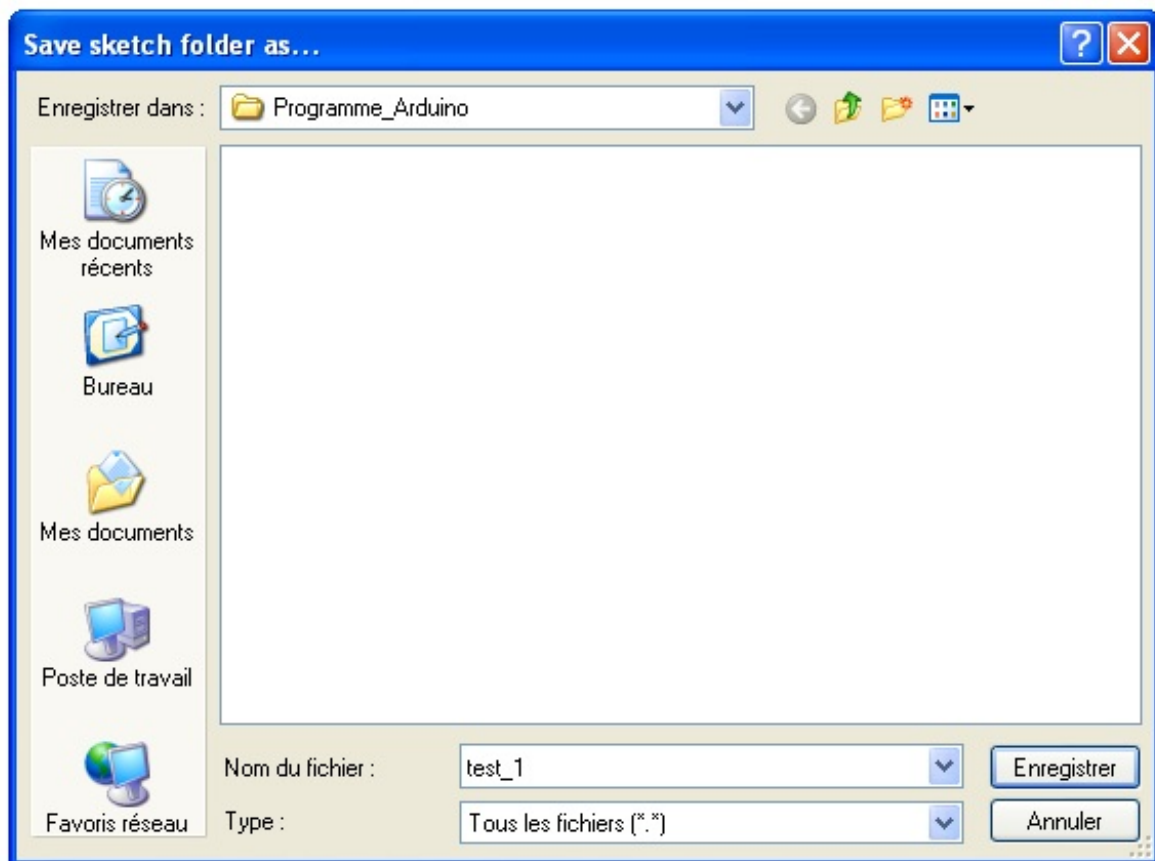 Save sketch folder as...
Enregistrer dans :
Programme_Arduino
Mes documents
récents
Bureau
Mes documents
Poste de travail
Favoris réseau
Nom du fichier :
test_1
Enregistrer
Type :
Tous les fichiers (*.*)
Annuler